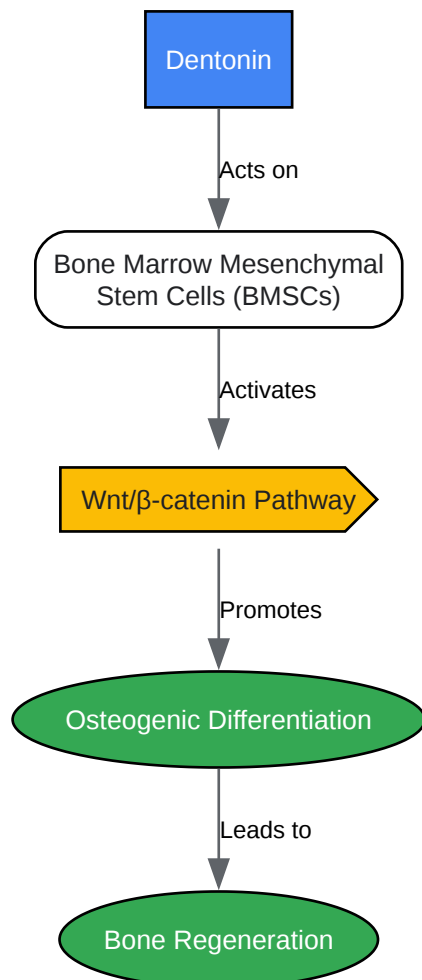 Dentonin
Acts on
Bone Marrow Mesenchymal
Stem Cells (BMSCs)
Activates
Wnt/β-catenin Pathway
Promotes
Osteogenic Differentiation
Leads to
Bone Regeneration